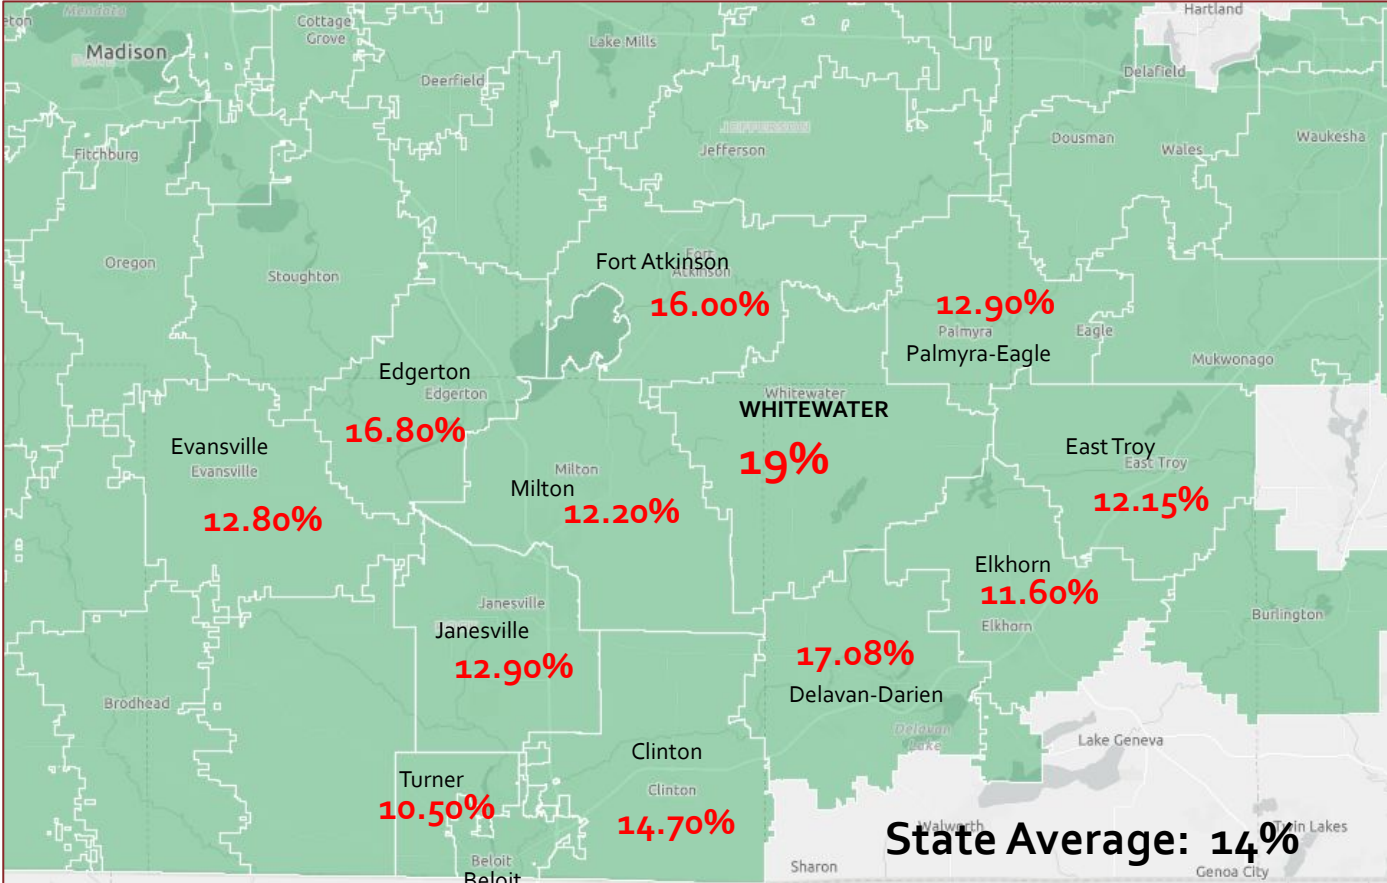 Mendota
Hartland
eton
Cottage
Grove
Lake Mills
Madison
Delafield
Deerfield
JEFFERSON
Fitchburg
Jefferson
Dousman
Wales
Waukesha
Oregon
Stoughton
Fort Atkinson
Fort
Atkinson
16.00%
12.90%
Palmyra
Eagle
Palmyra-Eagle
Mukwonago
Edgerton
Edgerton
16.80%
Whitewater
WHITEWATER
19%
Evansville
Evansville
12.80%
East Troy
East Troy
12.15%
Milton
Milton
12.20%
Elkhorn
11.60%
Elkhorn
Janesville
Janesville
12.90%
Burlington
17.08%
Delavan-Darien
Brodhead
Delavan
Lake
Lake Geneva
Clinton
Clinton
14.70%
Turner
10.50%
Walworth
Twin Lakes
State Average: 14%
Beloit
Beloit
Sharon
Genoa City